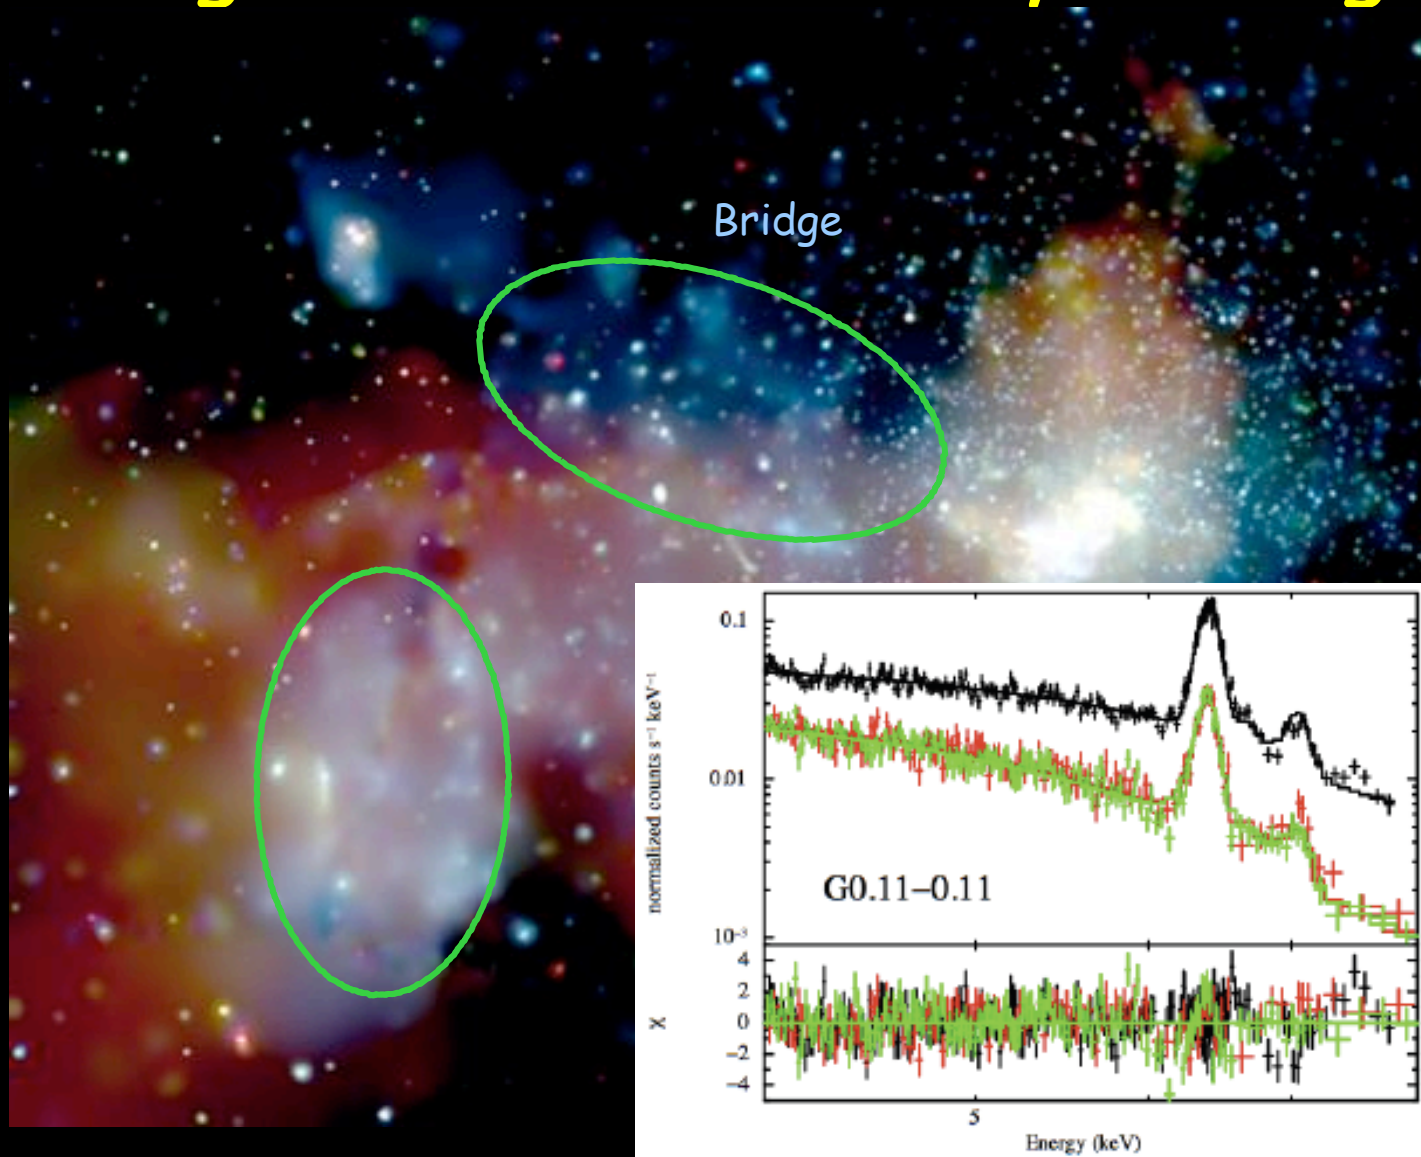 Bridge
0.1
normalized counts s⁻¹ keV⁻¹
0.01
G0.11−0.11
10⁻³
4
2
0
−2
−4
χ
5
Energy (keV)